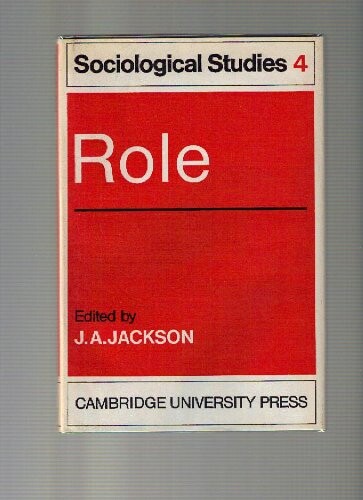 Sociological Studies 4
Role
Edited by
J.A.JACKSON
CAMBRIDGE UNIVERSITY PRESS